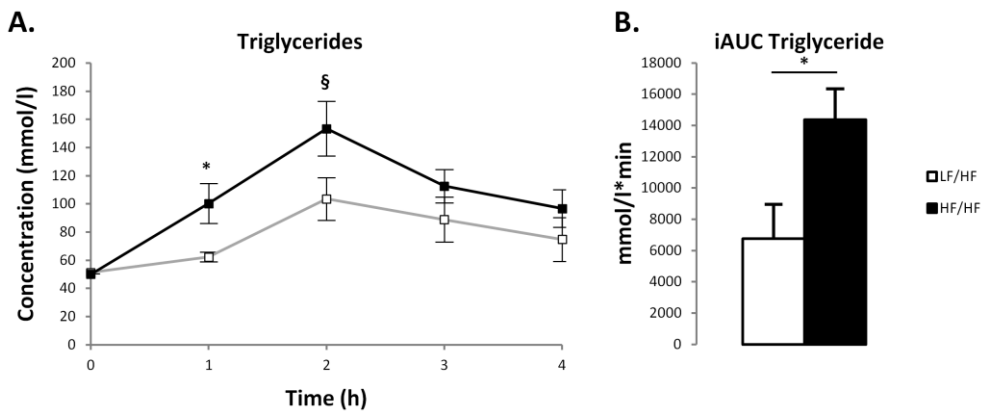 A.
Triglycerides
Concentration (mmol/l)
200
180
160
140
120
100
80
60
40
20
0
*
§
0 1 2 3 4
Time (h)
B.
iAUC Triglyceride
mmol/l*min
18000
16000
14000
12000
10000
8000
6000
4000
2000
0
*
LF/HF
HF/HF